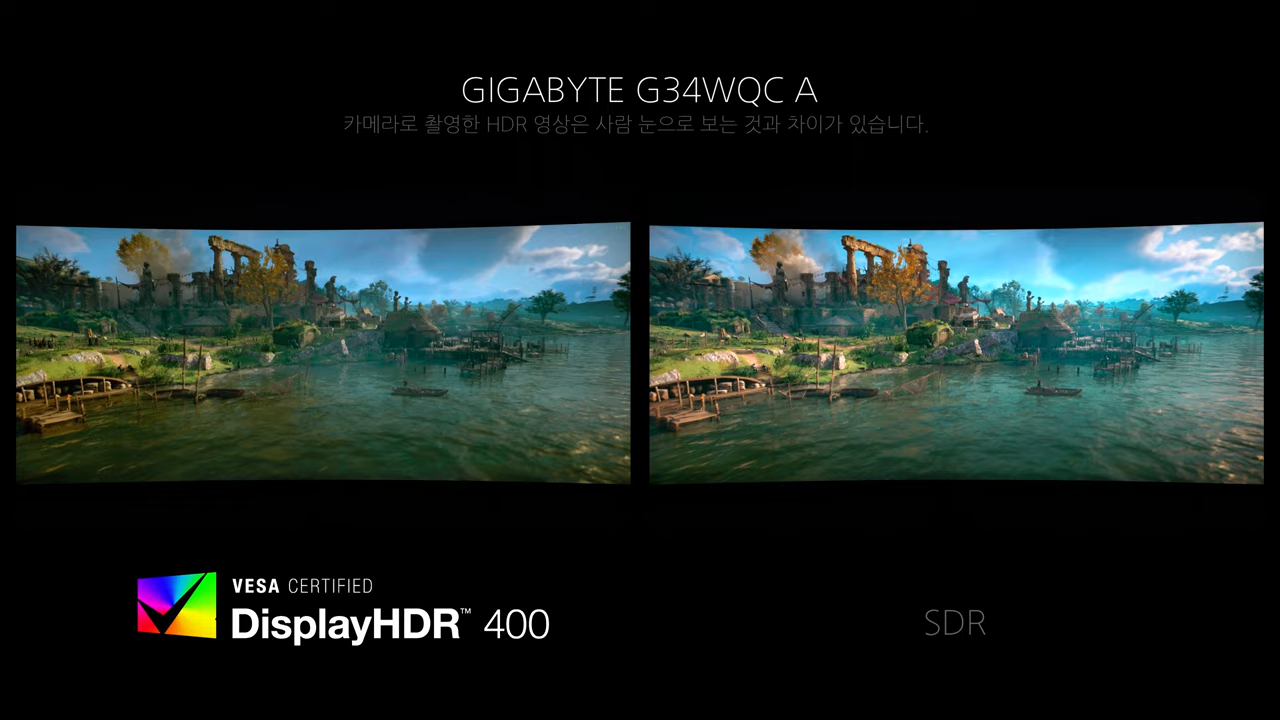 GIGABYTE G34WQC A
카메라로 촬영한 HDR 영상은 사람 눈으로 보는 것과 차이가 있습니다.
VESA CERTIFIED
DisplayHDR™ 400
SDR